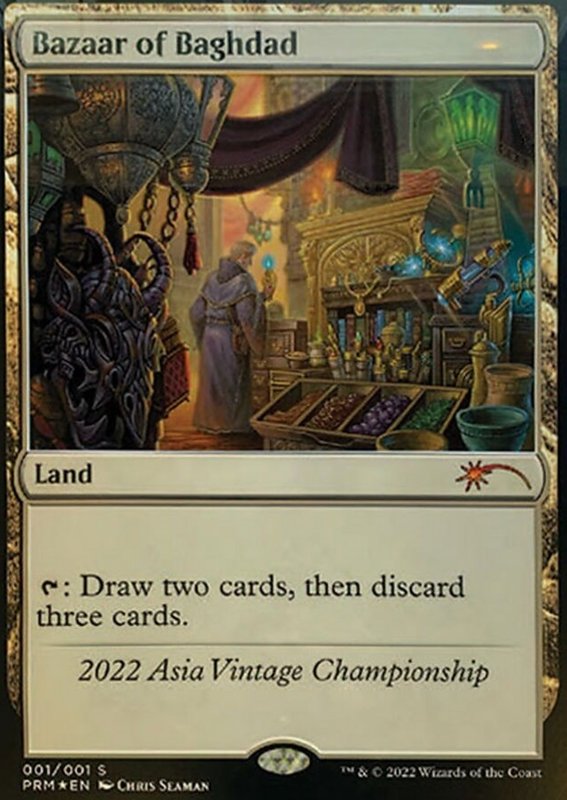 Bazaar of Baghdad
Land
: Draw two cards, then discard
three cards.
2022 Asia Vintage Championship
001/001 S
PRM★EN Chris Seaman
™ & © 2022 Wizards of the Coast